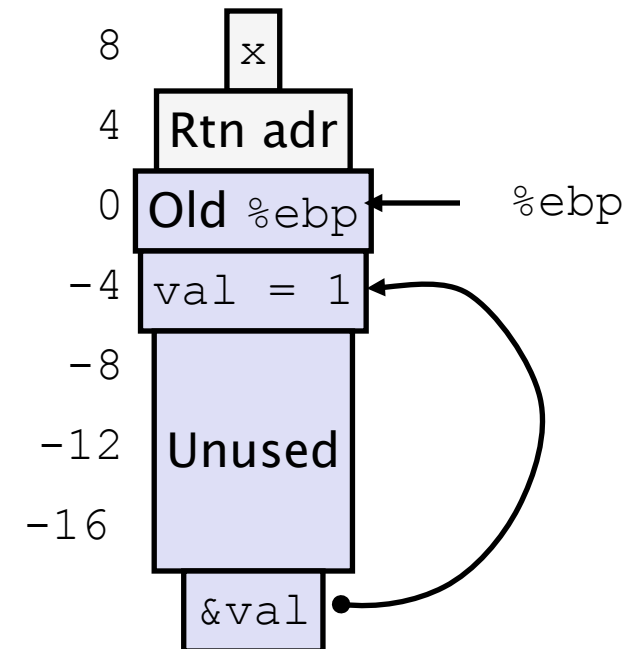 8 x
4 Rtn adr
0 Old %ebp %ebp
-4 val = 1
-8
-12 Unused
-16
&val